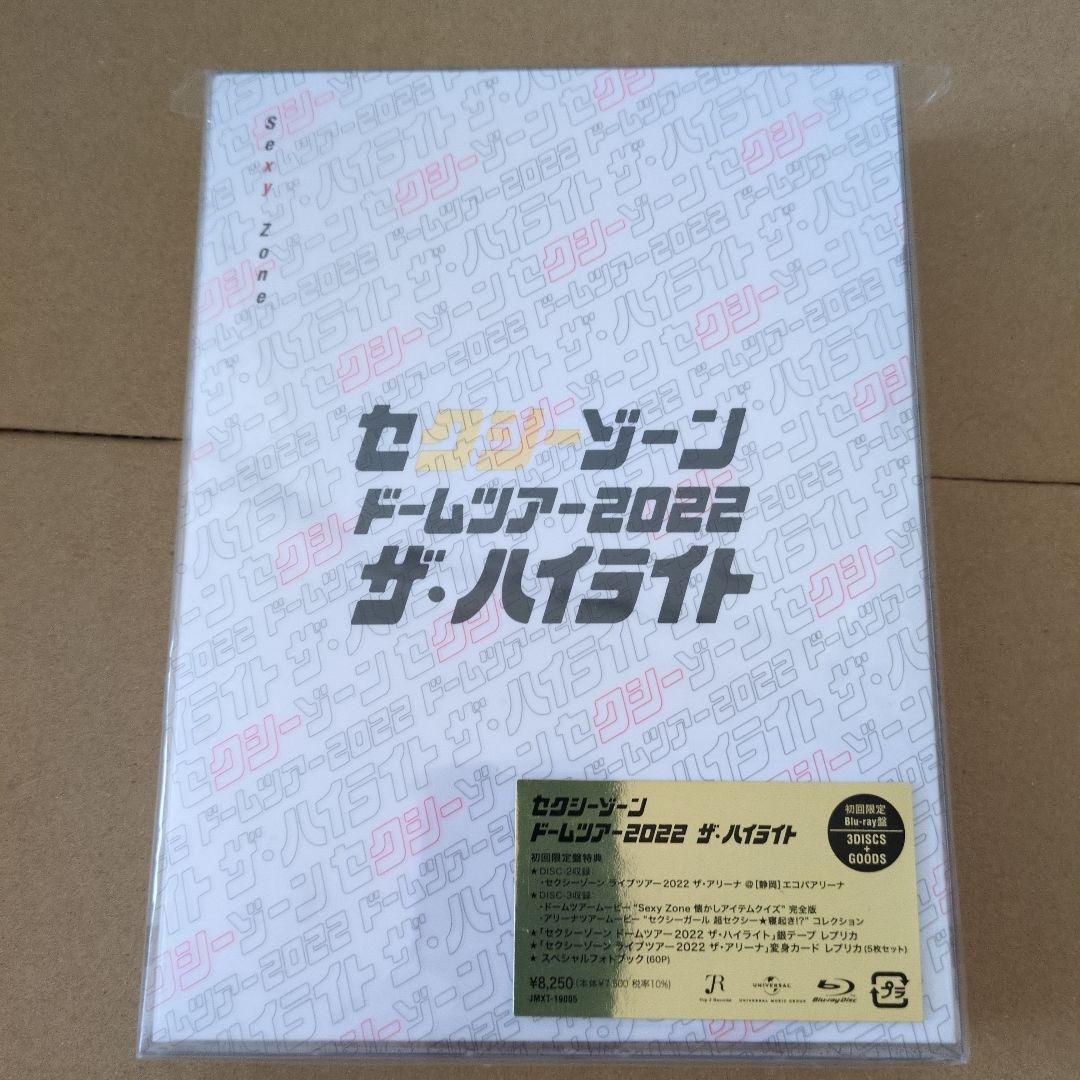 Sexy Zone
セクシーゾーン
ドームツアー2022
ザ・ハイライト
セクシーゾーン
ドームツアー2022 ザ・ハイライト
初回限定
Blu-ray盤
3DISCS
+
GOODS
初回限定盤特典
★DISC-2収録:
・セクシーゾーン ライブツアー2022 ザ・アリーナ @[静岡]エコパアリーナ
★DISC-3収録:
・ドームツアームービー "Sexy Zone 懐かしアイテムクイズ" 完全版
・アリーナツアームービー "セクシーガール 超セクシー★寝起き!?" コレクション
★「セクシーゾーン ドームツアー2022 ザ・ハイライト」銀テープ レプリカ
★「セクシーゾーン ライブツアー2022 ザ・アリーナ」変身カード レプリカ(5枚セット)
★ スペシャルフォトブック(60P)
¥8,250(本体¥7,500 税率10%)
JMXT-19005
JR
Top J Records
UNIVERSAL
UNIVERSAL MUSIC GROUP
Blu-ray Disc
プラ